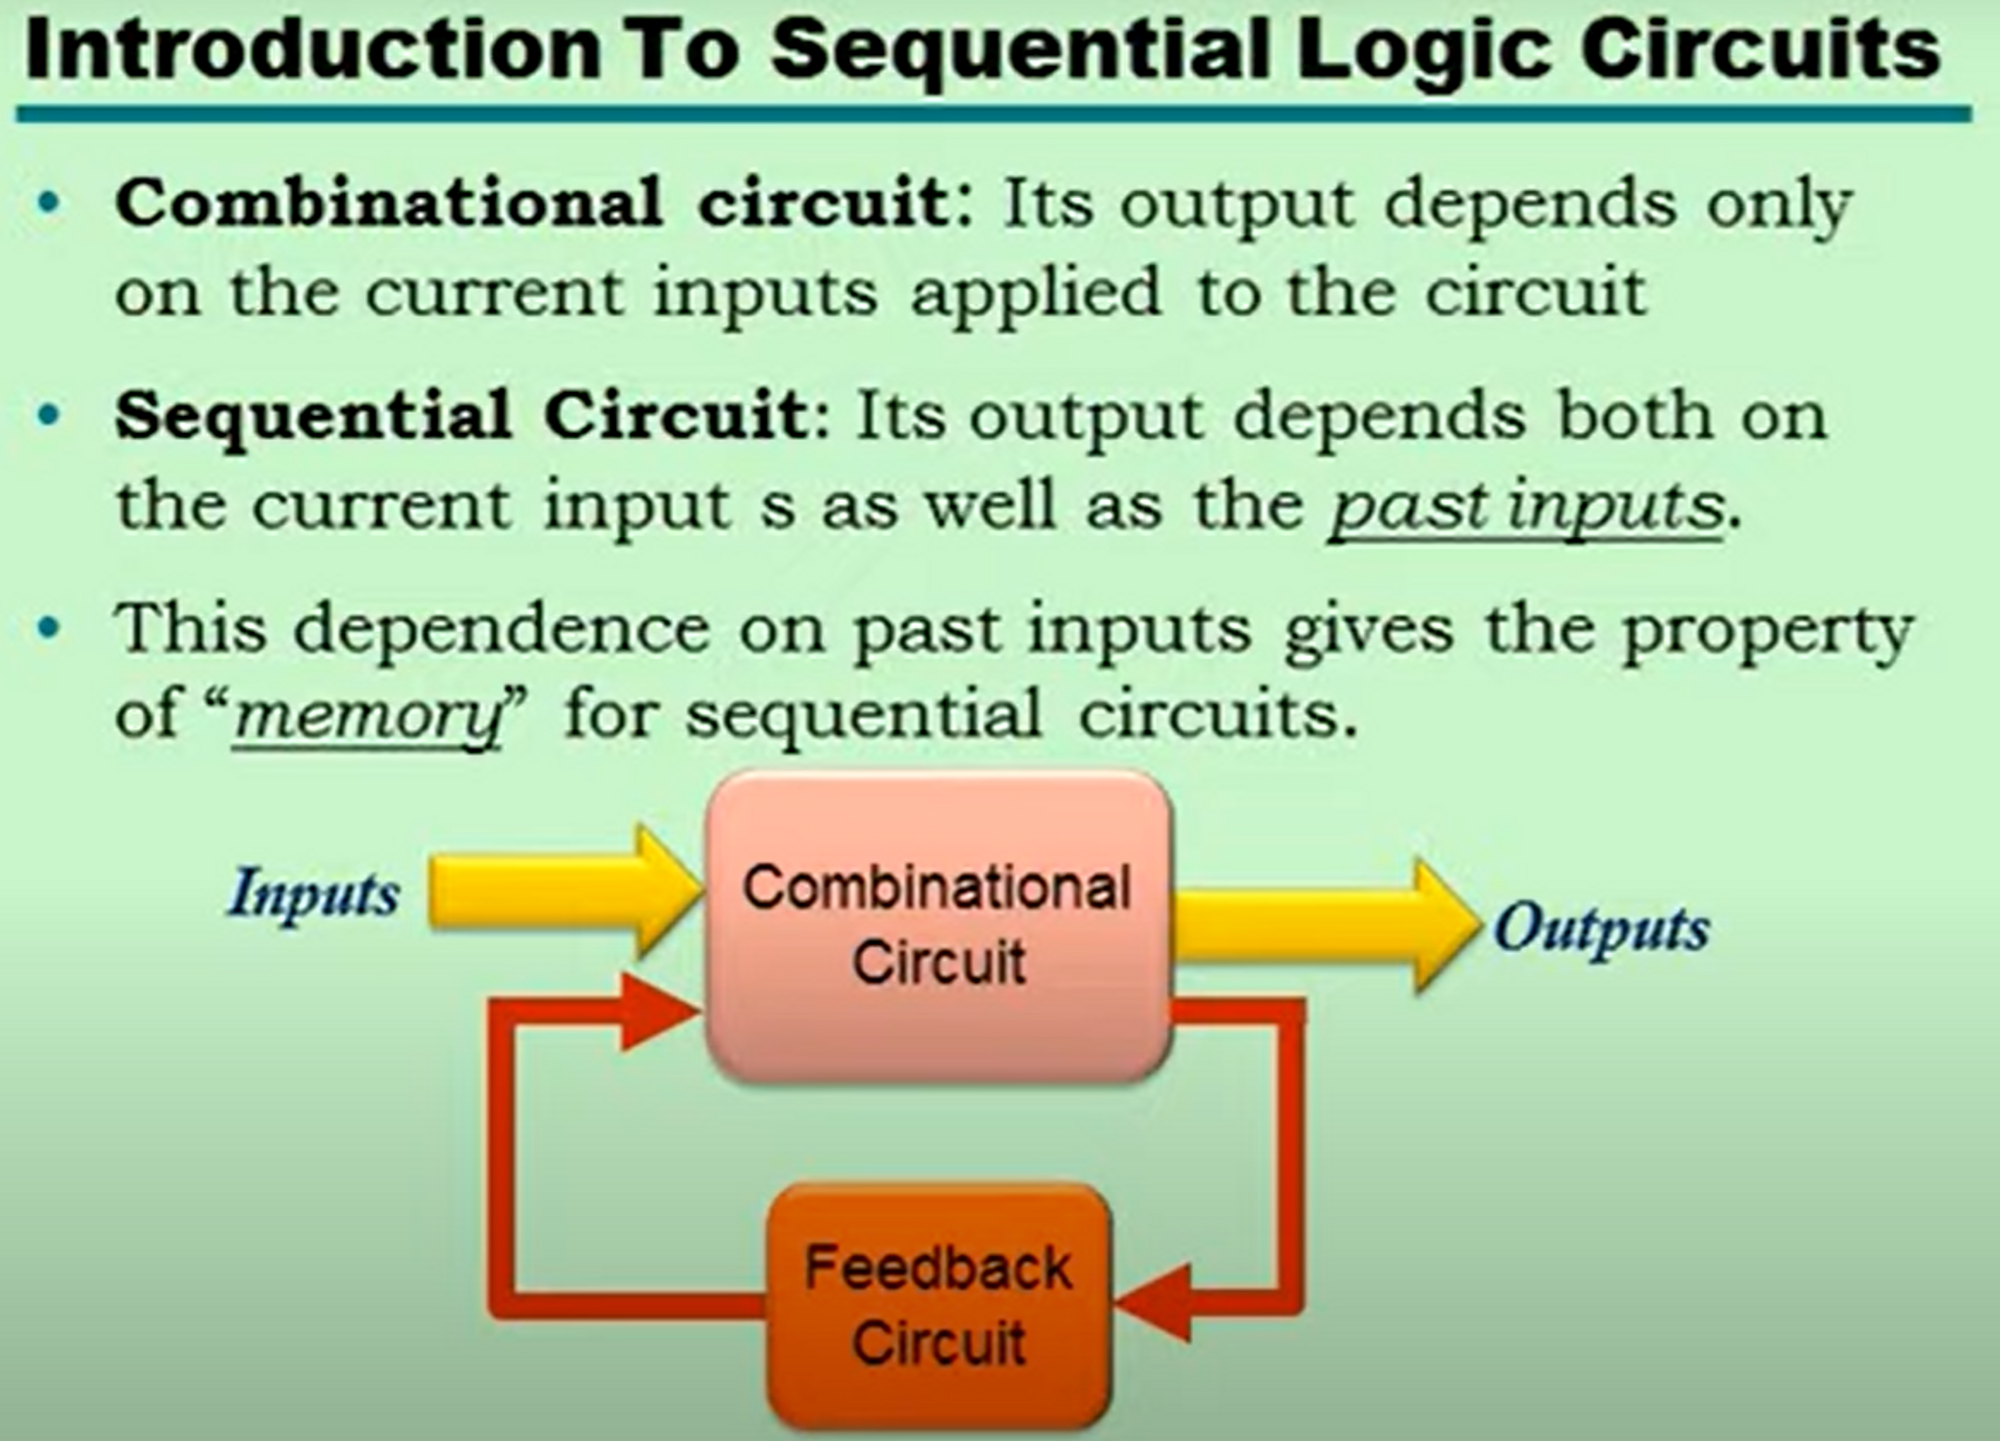 Introduction To Sequential Logic Circuits
• Combinational circuit: Its output depends only
on the current inputs applied to the circuit
• Sequential Circuit: Its output depends both on
the current input s as well as the past inputs.
• This dependence on past inputs gives the property
of “memory” for sequential circuits.
Inputs
Combinational
Circuit
Outputs
Feedback
Circuit